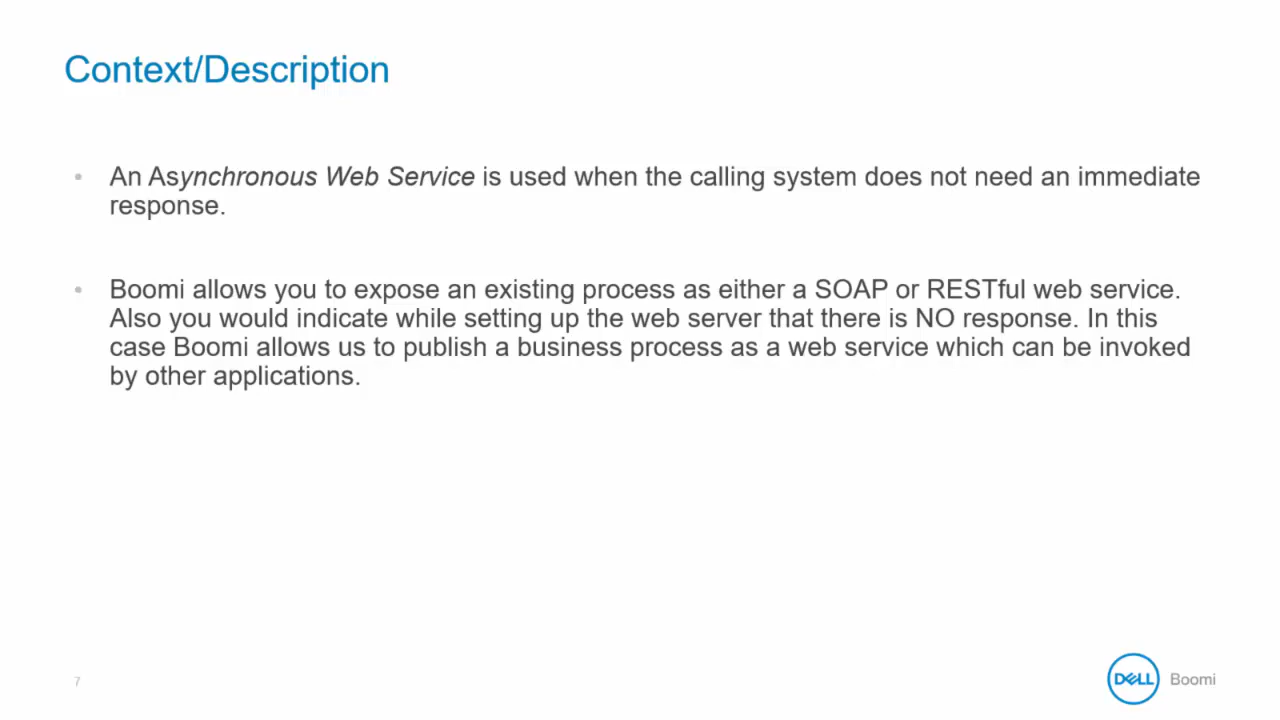 Context/Description
• An Asynchronous Web Service is used when the calling system does not need an immediate
response.
• Boomi allows you to expose an existing process as either a SOAP or RESTful web service.
Also you would indicate while setting up the web server that there is NO response. In this
case Boomi allows us to publish a business process as a web service which can be invoked
by other applications.
7
DELL Boomi